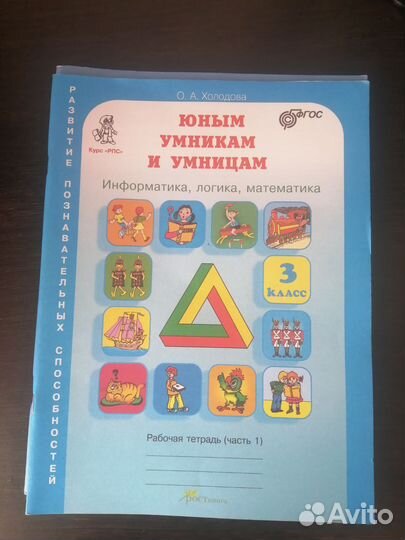 О. А. Холодова
ФГОС
Курс «РПС»
ЮНЫМ
УМНИКАМ
И УМНИЦАМ
Информатика, логика, математика
РАЗВИТИЕ ПОЗНАВАТЕЛЬНЫХ СПОСОБНОСТЕЙ
3
класс
Рабочая тетрадь (часть 1)
РОСТкнига
Avito